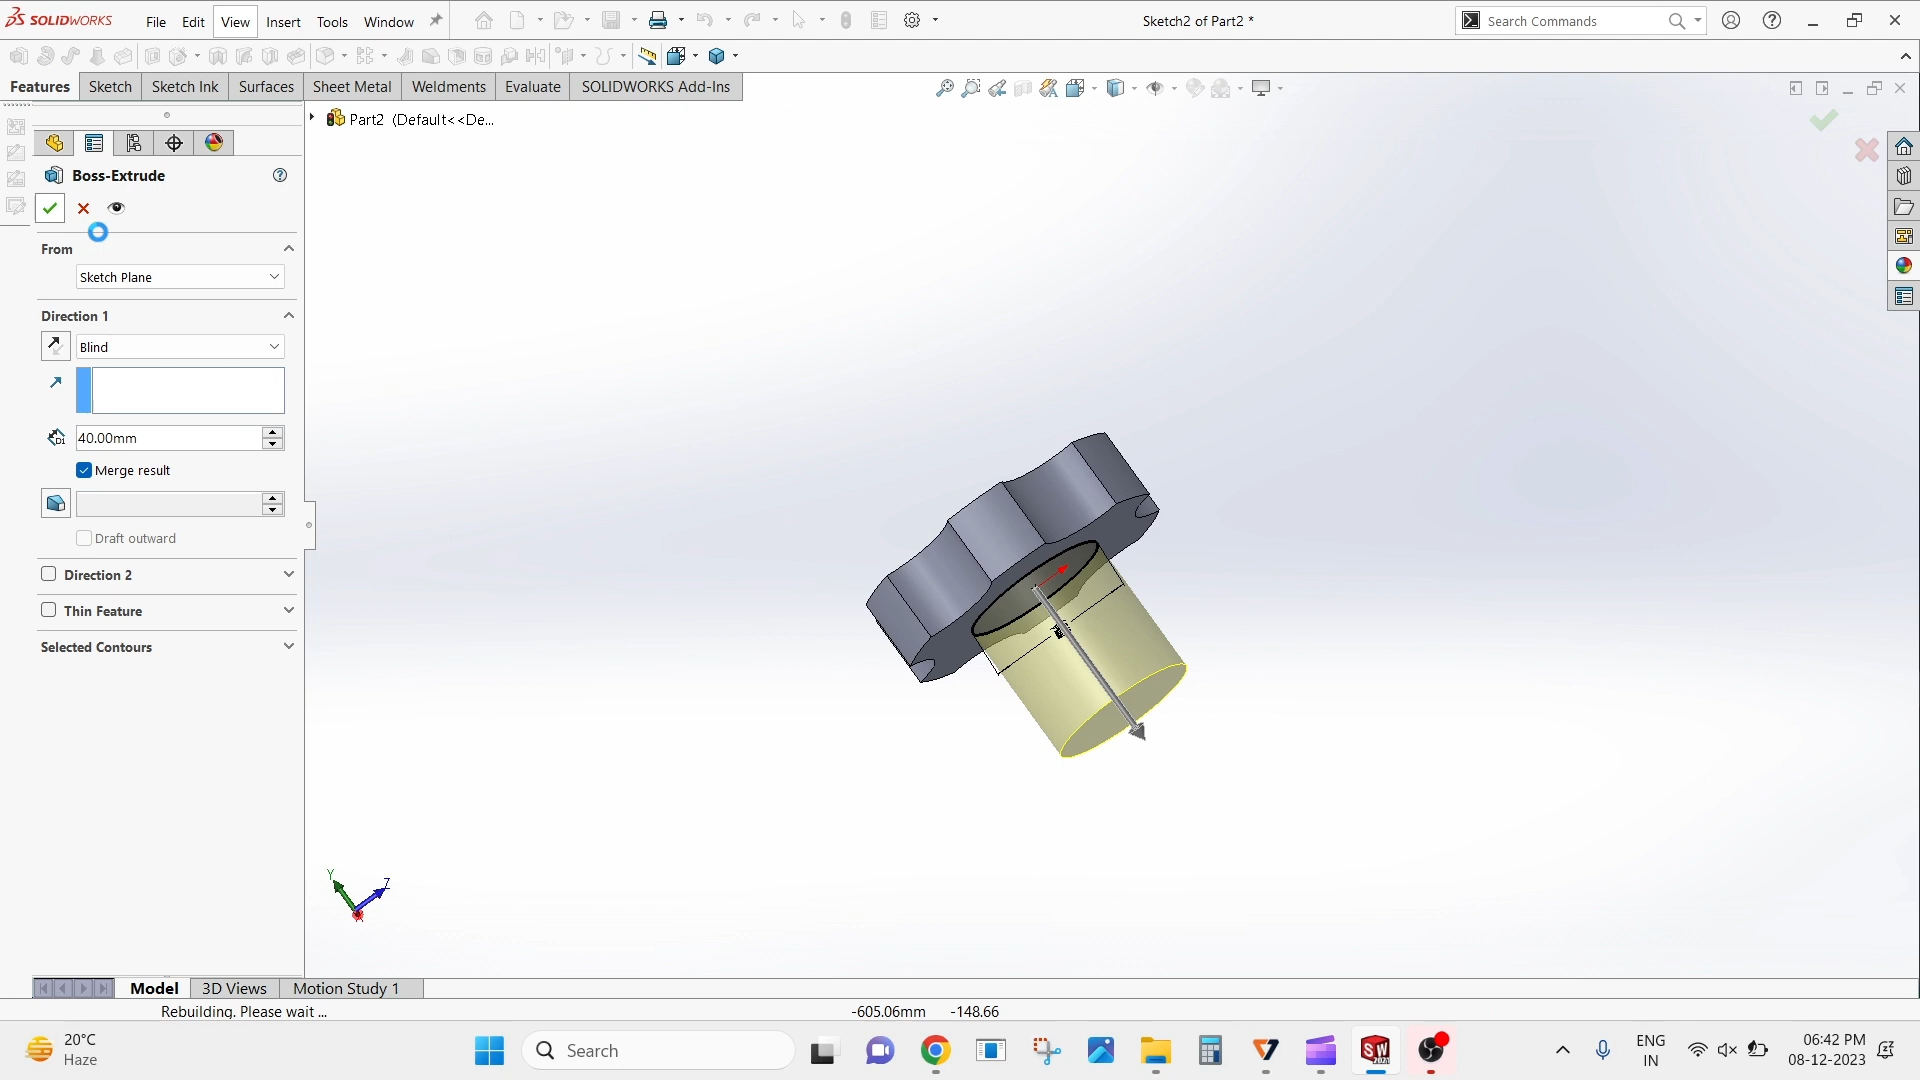 SOLIDWORKS
File
Edit
View
Insert
Tools
Window
Sketch2 of Part2 *
Search Commands
Features
Sketch
Sketch Ink
Surfaces
Sheet Metal
Weldments
Evaluate
SOLIDWORKS Add-Ins
Part2 (Default<<De...
Boss-Extrude
From
Sketch Plane
Direction 1
Blind
D1
40.00mm
Merge result
Draft outward
Direction 2
Thin Feature
Selected Contours
Y
Z
Model
3D Views
Motion Study 1
Rebuilding. Please wait ...
-605.06mm
-148.66
20°C
Haze
Search
SW
2021
ENG
IN
06:42 PM
08-12-2023